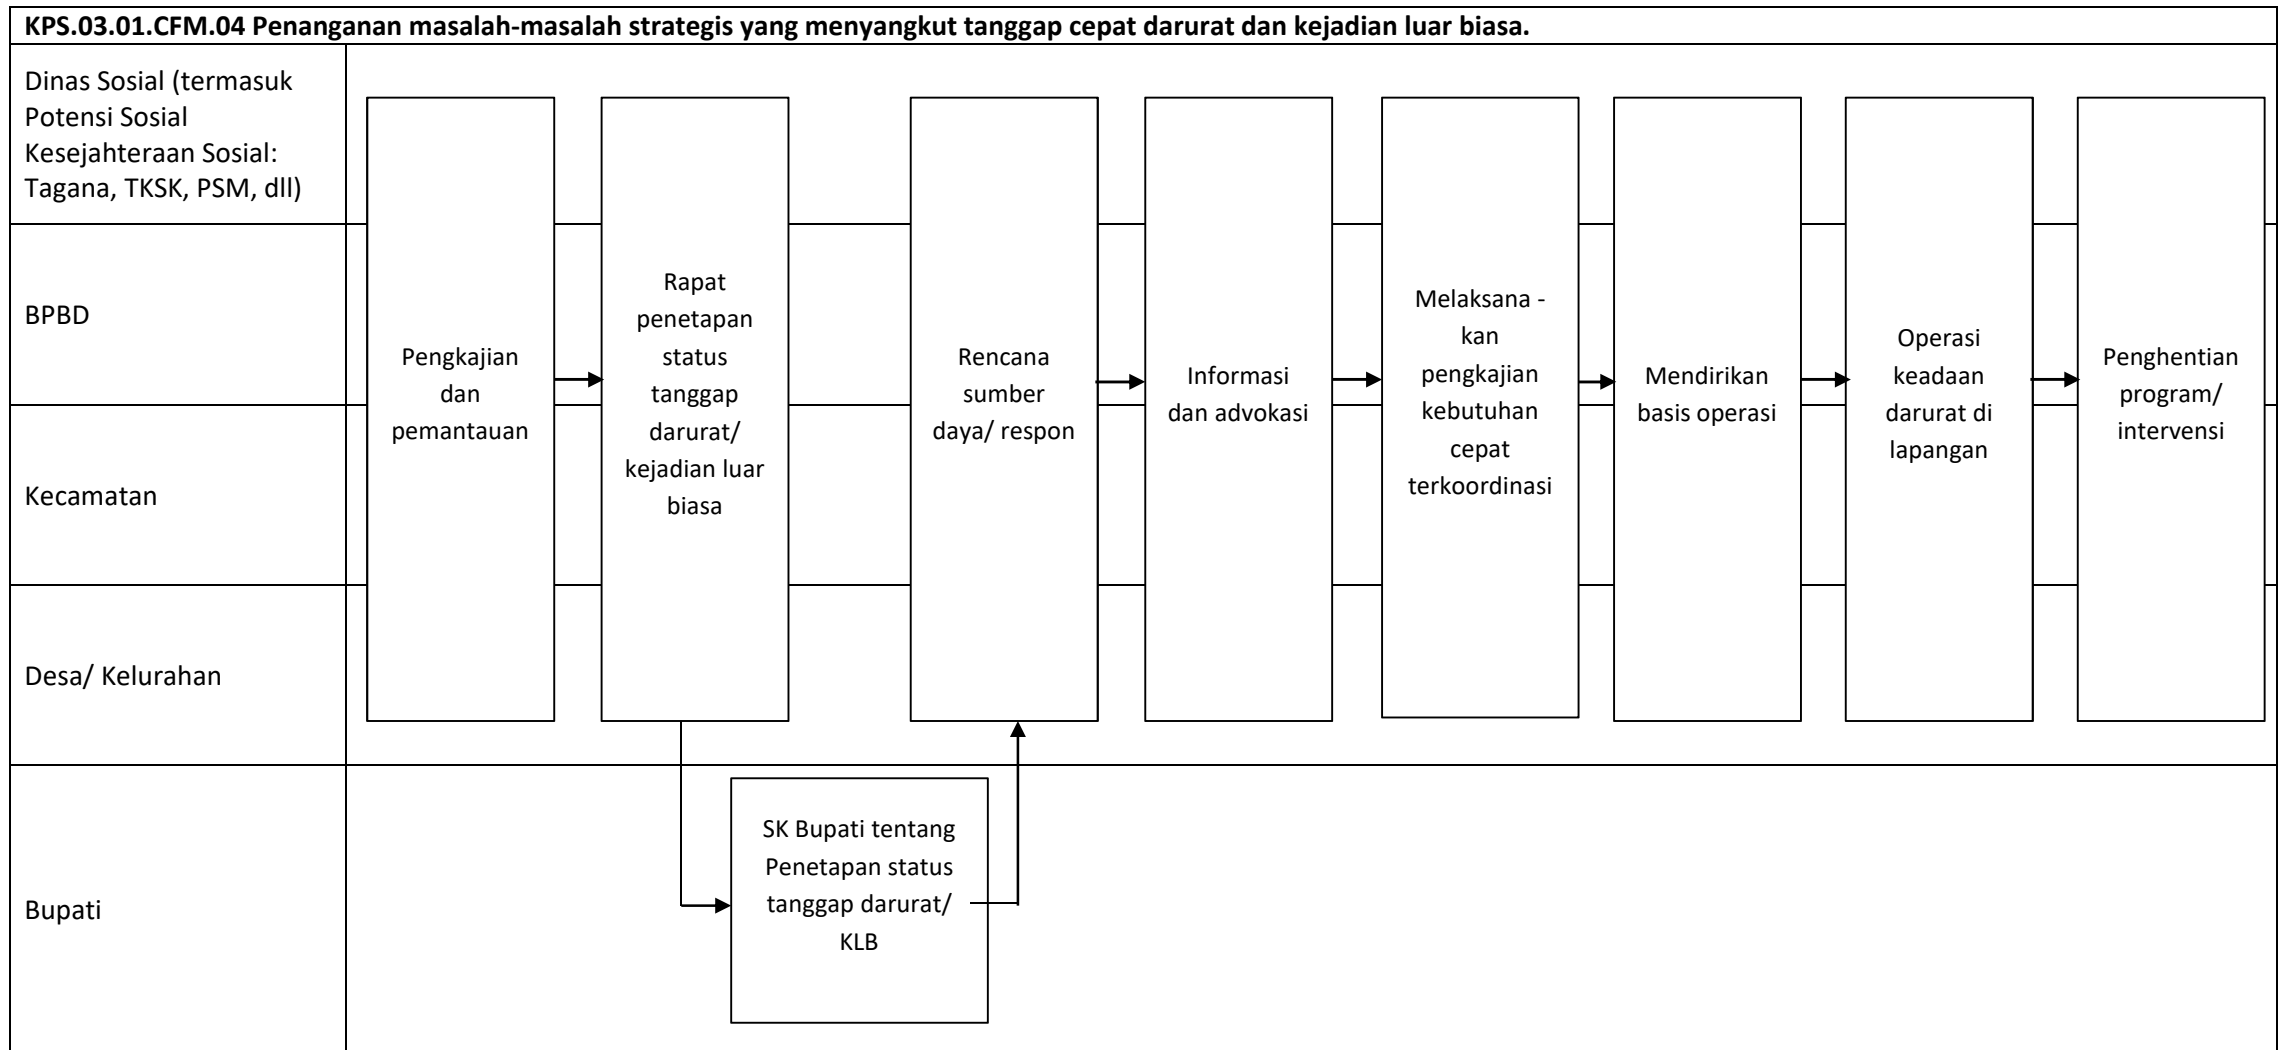 KPS.03.01.CFM.04 Penanganan masalah-masalah strategis yang menyangkut tanggap cepat darurat dan kejadian luar biasa.
Dinas Sosial (termasuk
Potensi Sosial
Kesejahteraan Sosial:
Tagana, TKSK, PSM, dll)
BPBD
Kecamatan
Desa/ Kelurahan
Bupati
Pengkajian
dan
pemantauan
Rapat
penetapan
status
tanggap
darurat/
kejadian luar
biasa
SK Bupati tentang
Penetapan status
tanggap darurat/
KLB
Rencana
sumber
daya/ respon
Informasi
dan advokasi
Melaksana -
kan
pengkajian
kebutuhan
cepat
terkoordinasi
Mendirikan
basis operasi
Operasi
keadaan
darurat di
lapangan
Penghentian
program/
intervensi